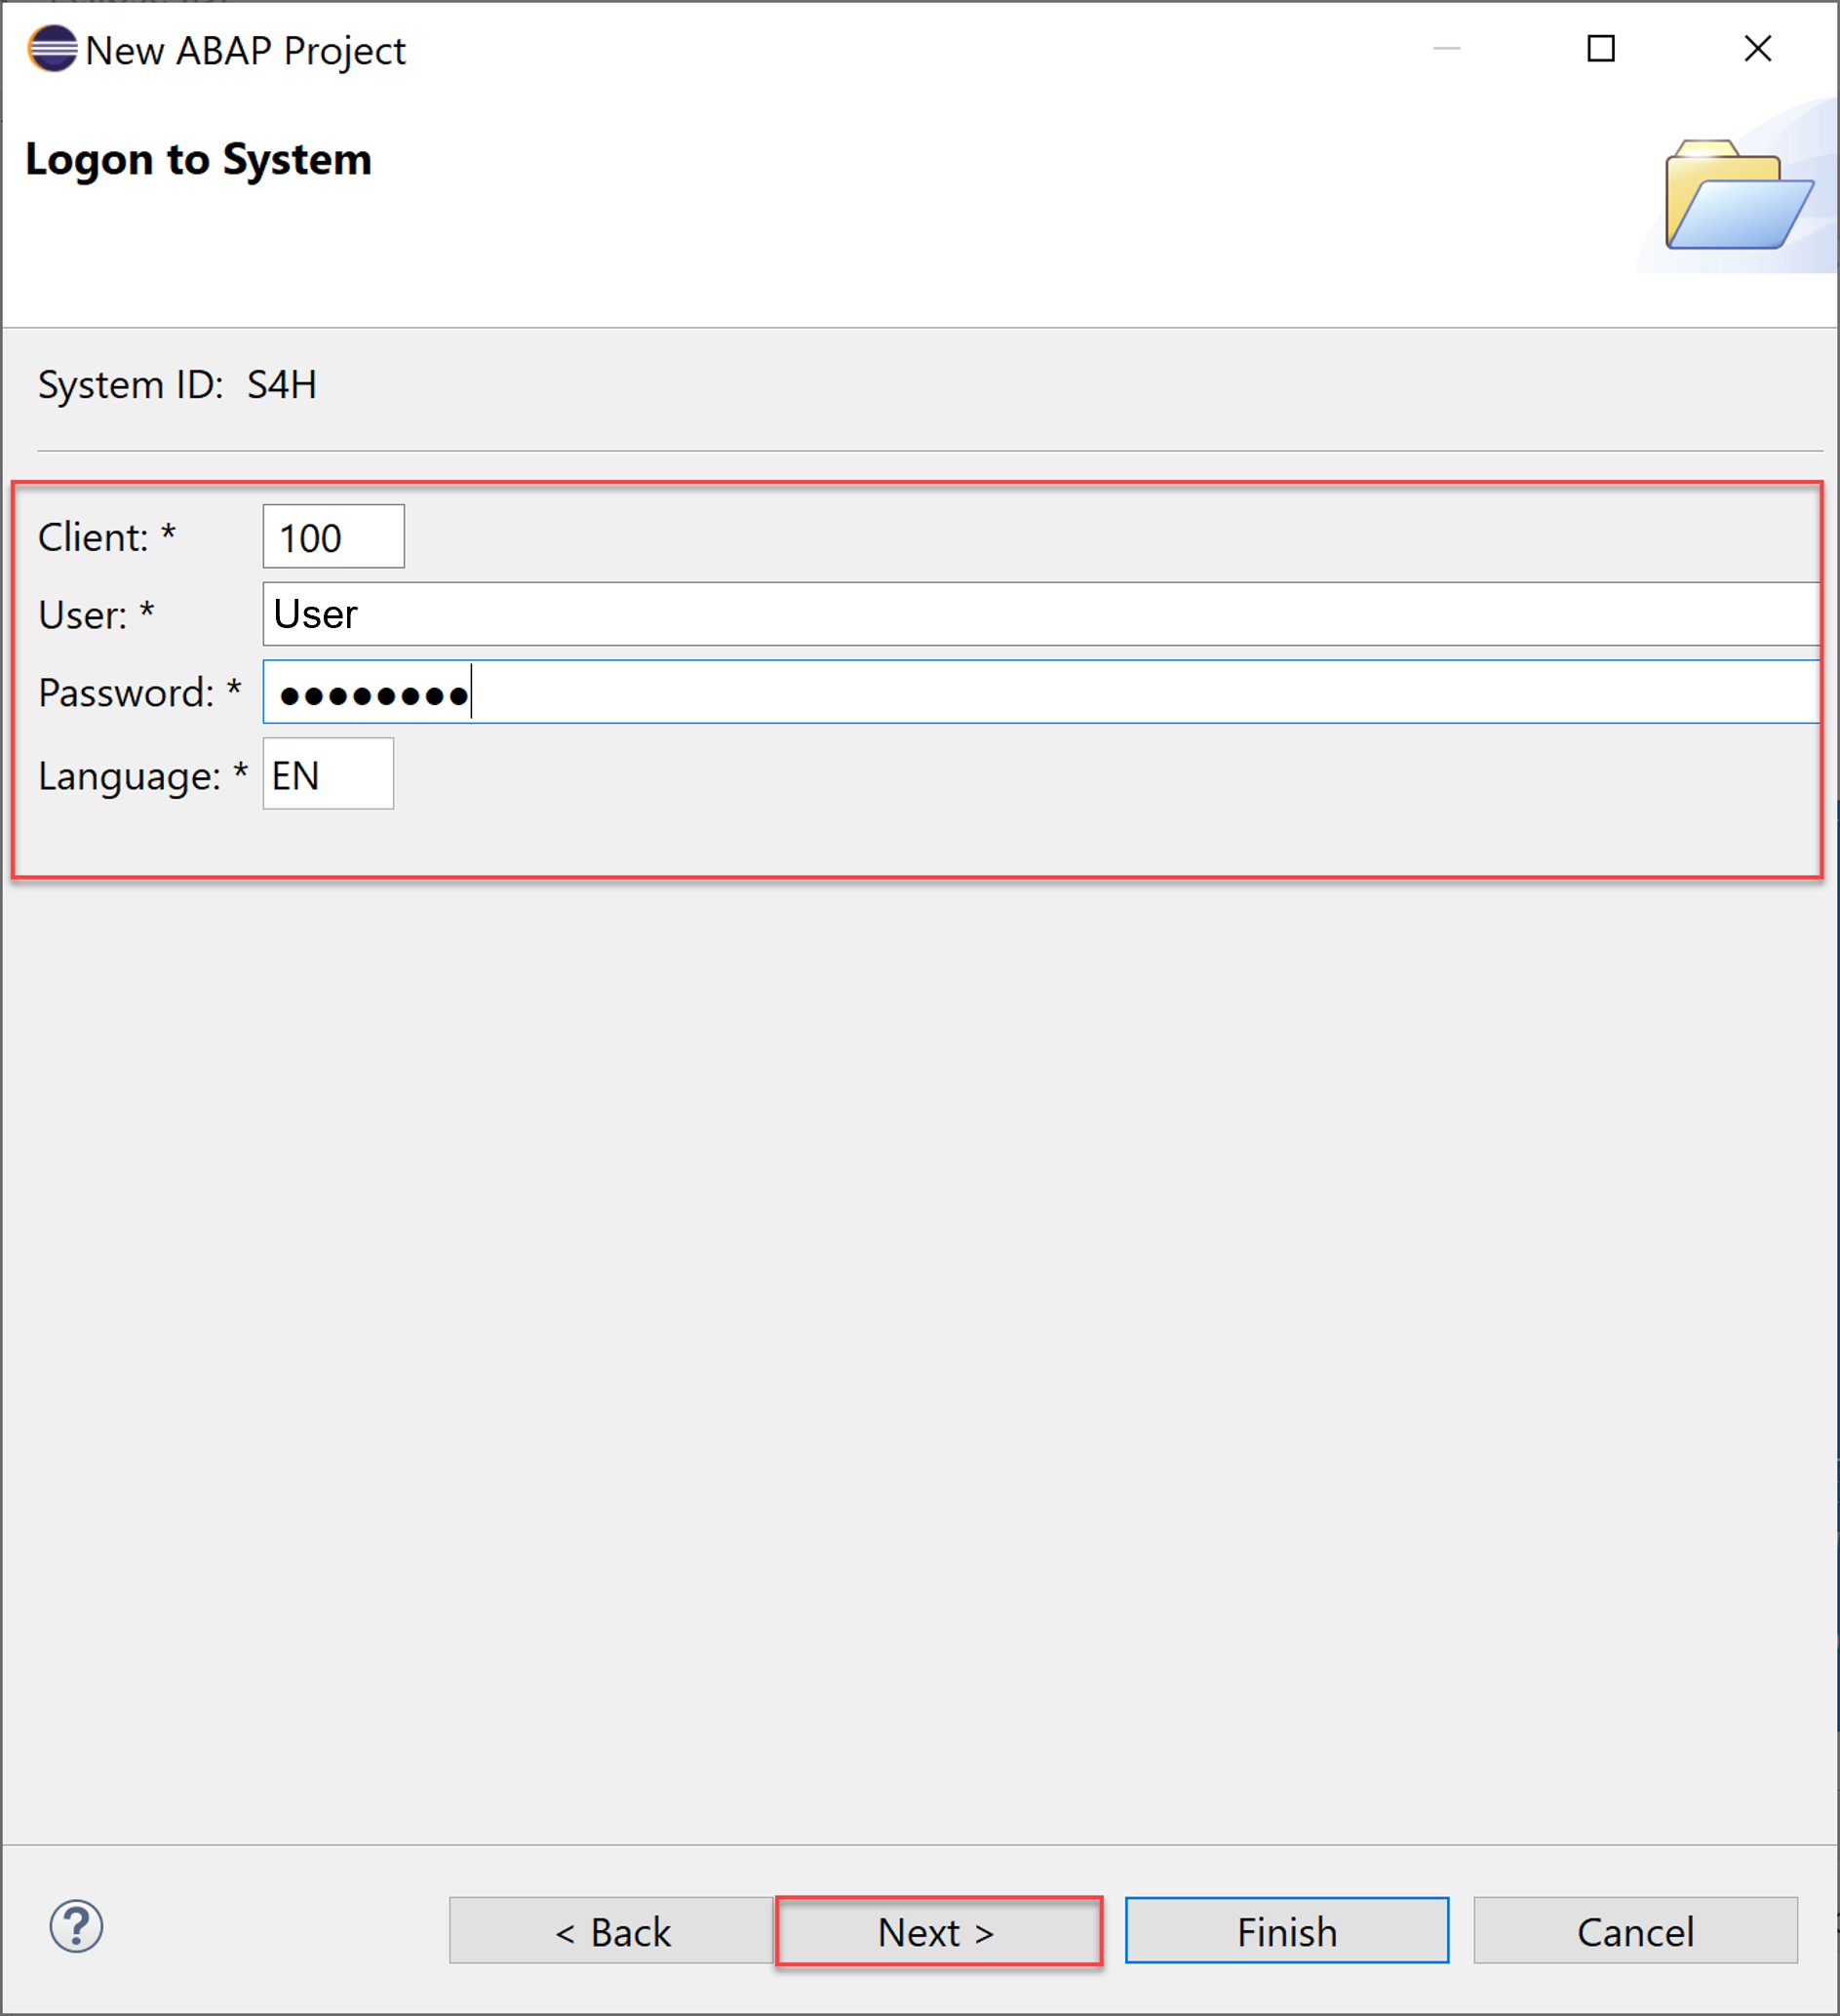 New ABAP Project
Logon to System
System ID: S4H
Client: * 100
User: * User
Password: * ●●●●●●●●
Language: * EN
? < Back Next > Finish Cancel